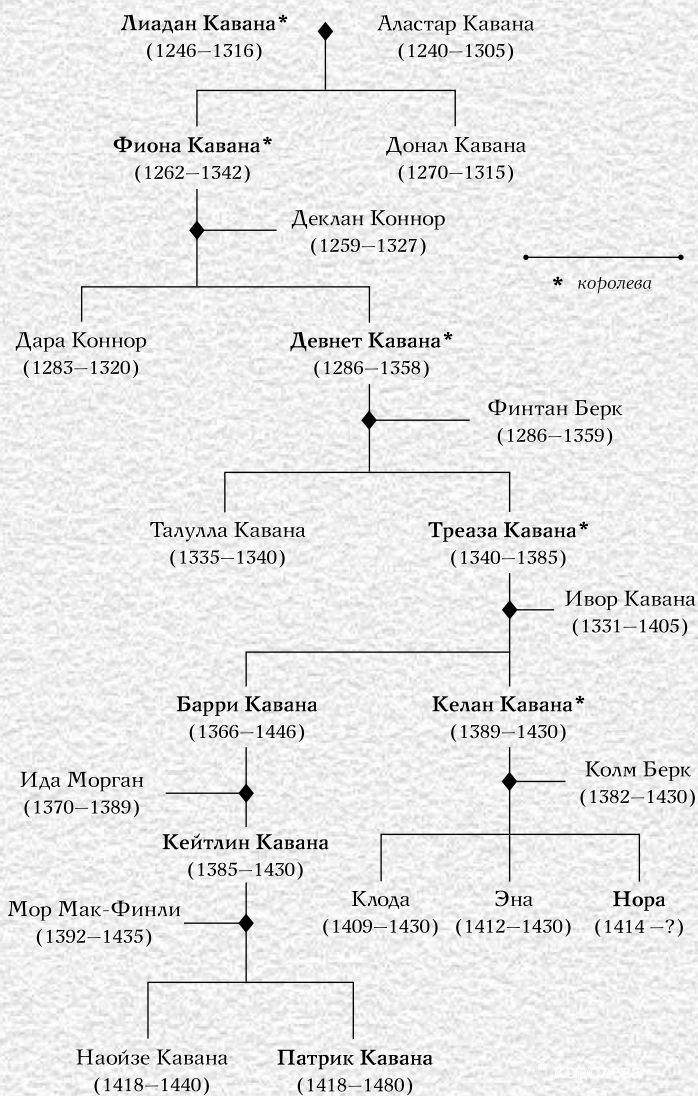 Лиадан Кавана*
(1246—1316)
Аластар Кавана
(1240—1305)
Фиона Кавана*
(1262—1342)
Донал Кавана
(1270—1315)
Деклан Коннор
(1259—1327)
* королева
Дара Коннор
(1283—1320)
Девнет Кавана*
(1286—1358)
Финтан Берк
(1286—1359)
Талулла Кавана
(1335—1340)
Треаза Кавана*
(1340—1385)
Ивор Кавана
(1331—1405)
Барри Кавана
(1366—1446)
Келан Кавана*
(1389—1430)
Ида Морган
(1370—1389)
Колм Берк
(1382—1430)
Кейтлин Кавана
(1385—1430)
Клода
(1409—1430)
Эна
(1412—1430)
Нора
(1414 —?)
Мор Мак-Финли
(1392—1435)
Наоизе Кавана
(1418—1440)
Патрик Кавана
(1418—1480)